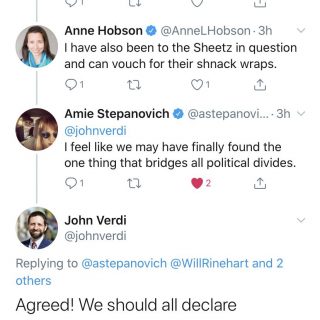 1
Anne Hobson @AnneLHobson · 3h
I have also been to the Sheetz in question
and can vouch for their shnack wraps.
1 1
Amie Stepanovich @astepanovi... · 3h
@johnverdi
I feel like we may have finally found the
one thing that bridges all political divides.
1 2
John Verdi
@johnverdi
Replying to @astepanovich @WillRinehart and 2
others
Agreed! We should all declare